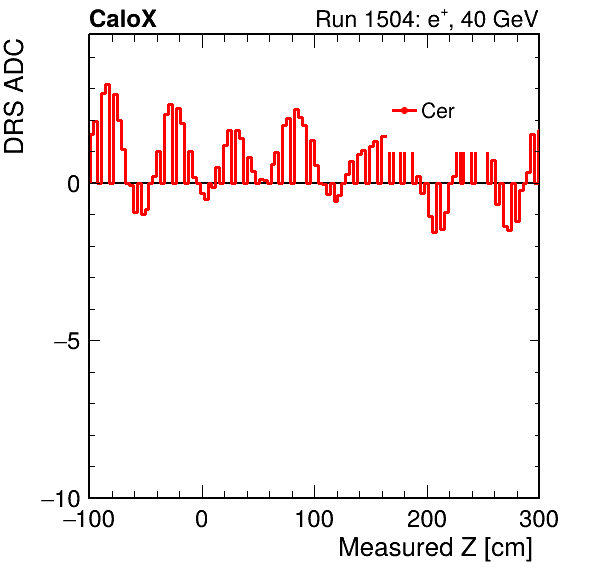 CaloX Run 1504: e+, 40 GeV
DRS ADC
Cer
0
−5
−10
−100 0 100 200 300
Measured Z [cm]